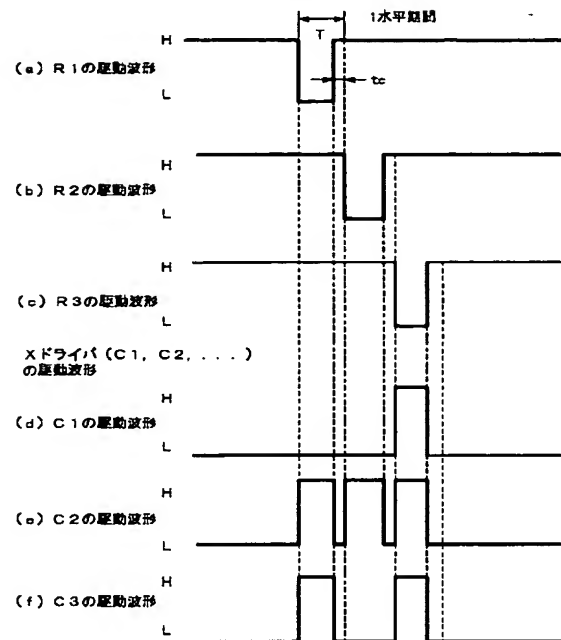 1水平期間
T
H
(a) R1の駆動波形
L
tc
H
(b) R2の駆動波形
L
H
(c) R3の駆動波形
L
Xドライバ (C1, C2, . . . . )
の駆動波形
H
(d) C1の駆動波形
L
H
(e) C2の駆動波形
L
H
(f) C3の駆動波形
L